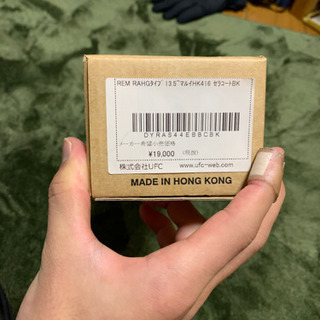 REM RAHGタイプ 13.5"マルイHK416 セラコートBK
DYRAS44EBBCBK
メーカー希望小売価格
¥19,000 (税抜)
株式会社UFC www.ufc-web.com
MADE IN HONG KONG